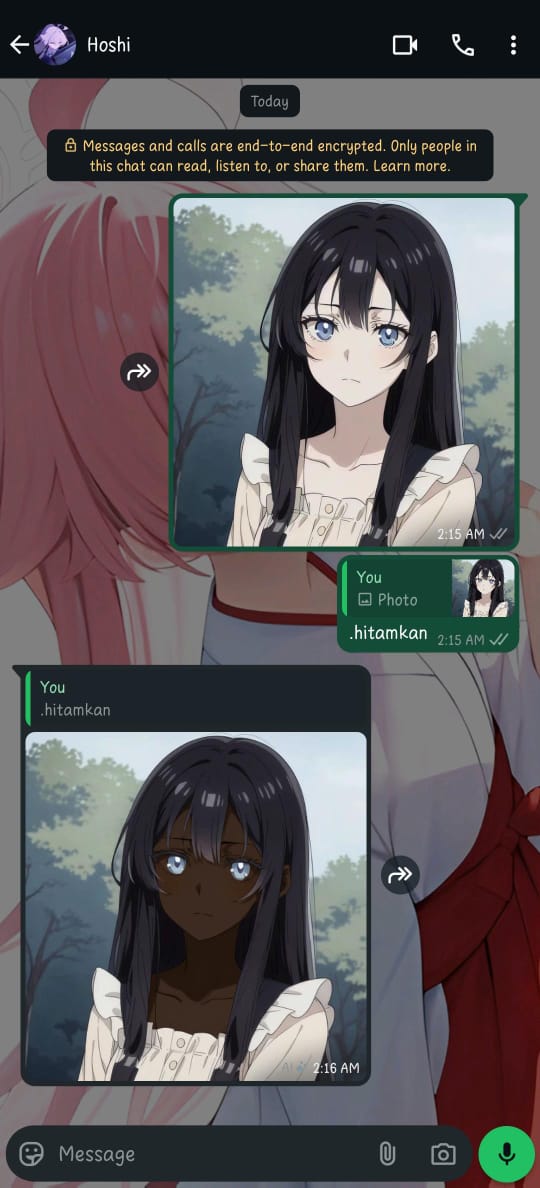 Hoshi
Today
Messages and calls are end-to-end encrypted. Only people in
this chat can read, listen to, or share them. Learn more.
2:15 AM
You
Photo
.hitamkan
2:15 AM
You
.hitamkan
AI
2:16 AM
Message